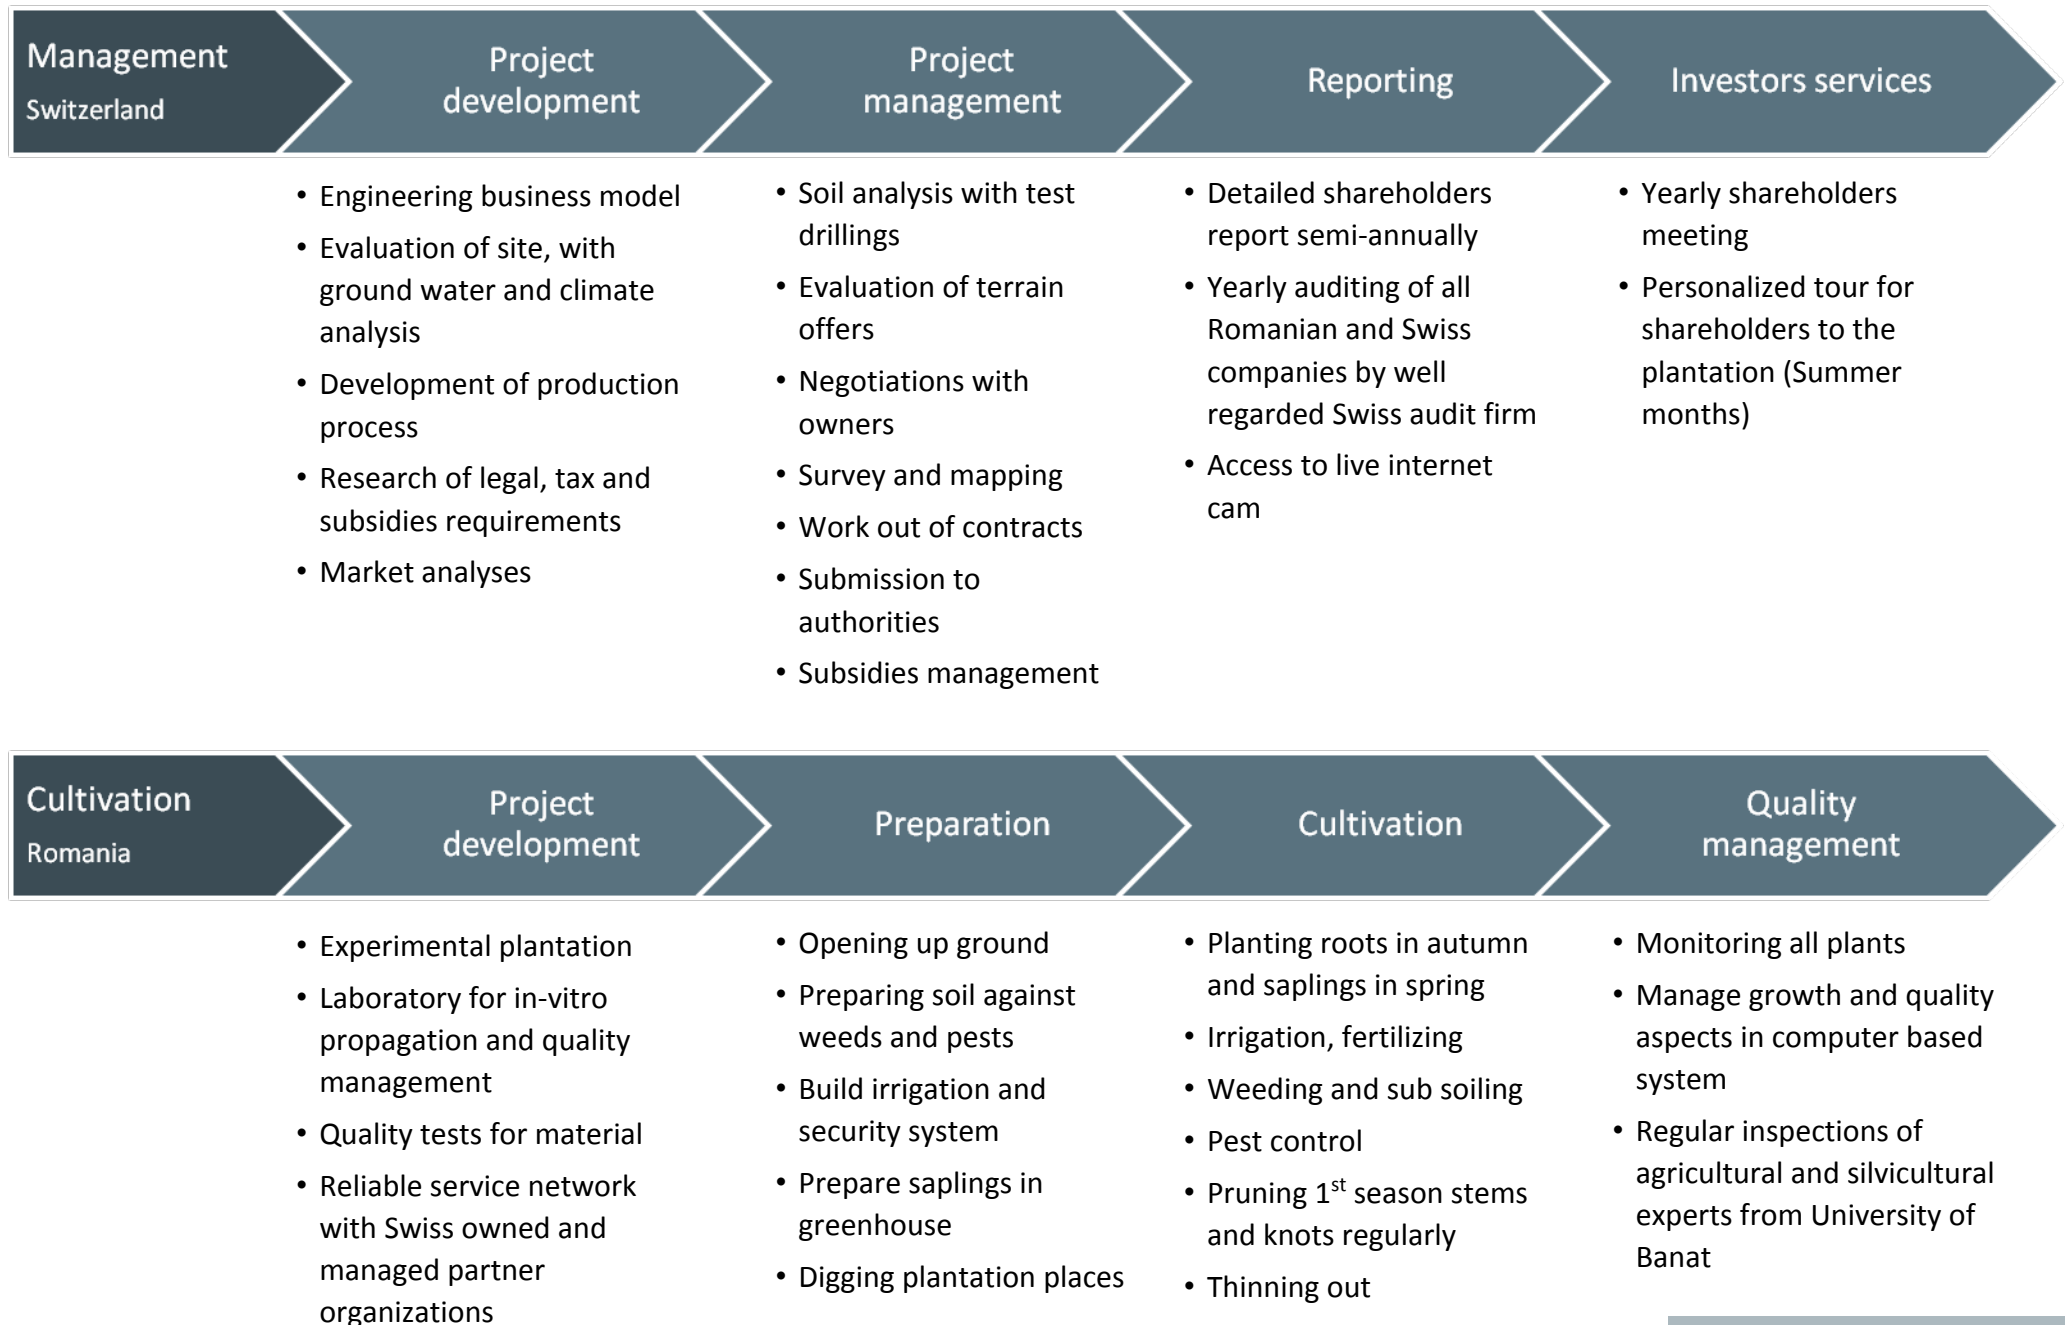 Management
Switzerland
Project
development
Project
management
Reporting
Investors services
• Engineering business model
• Evaluation of site, with
ground water and climate
analysis
• Development of production
process
• Research of legal, tax and
subsidies requirements
• Market analyses
• Soil analysis with test
drillings
• Evaluation of terrain
offers
• Negotiations with
owners
• Survey and mapping
• Work out of contracts
• Submission to
authorities
• Subsidies management
• Detailed shareholders
report semi-annually
• Yearly auditing of all
Romanian and Swiss
companies by well
regarded Swiss audit firm
• Access to live internet
cam
• Yearly shareholders
meeting
• Personalized tour for
shareholders to the
plantation (Summer
months)
Cultivation
Romania
Project
development
Preparation
Cultivation
Quality
management
• Experimental plantation
• Laboratory for in-vitro
propagation and quality
management
• Quality tests for material
• Reliable service network
with Swiss owned and
managed partner
organizations
• Opening up ground
• Preparing soil against
weeds and pests
• Build irrigation and
security system
• Prepare saplings in
greenhouse
• Digging plantation places
• Planting roots in autumn
and saplings in spring
• Irrigation, fertilizing
• Weeding and sub soiling
• Pest control
• Pruning 1st season stems
and knots regularly
• Thinning out
• Monitoring all plants
• Manage growth and quality
aspects in computer based
system
• Regular inspections of
agricultural and silvicultural
experts from University of
Banat